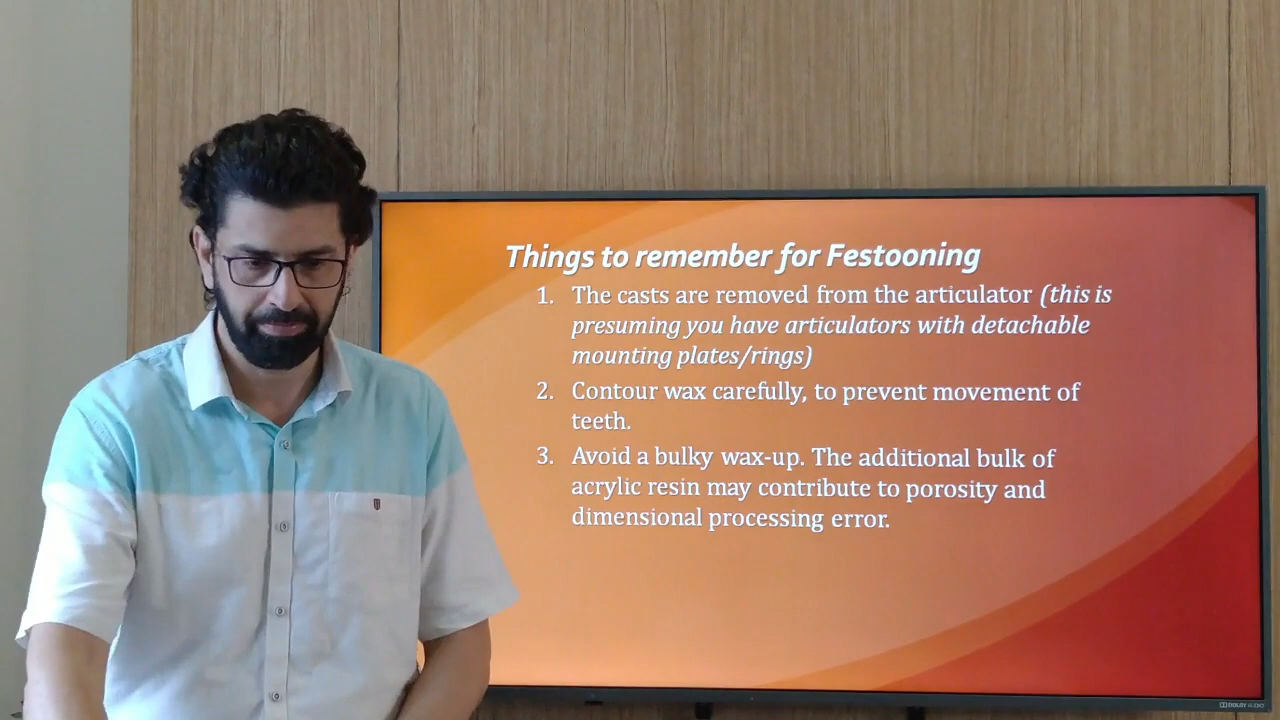 Things to remember for Festooning
1. The casts are removed from the articulator (this is
presuming you have articulators with detachable
mounting plates/rings)
2. Contour wax carefully, to prevent movement of
teeth.
3. Avoid a bulky wax-up. The additional bulk of
acrylic resin may contribute to porosity and
dimensional processing error.
DOLBY AUDIO